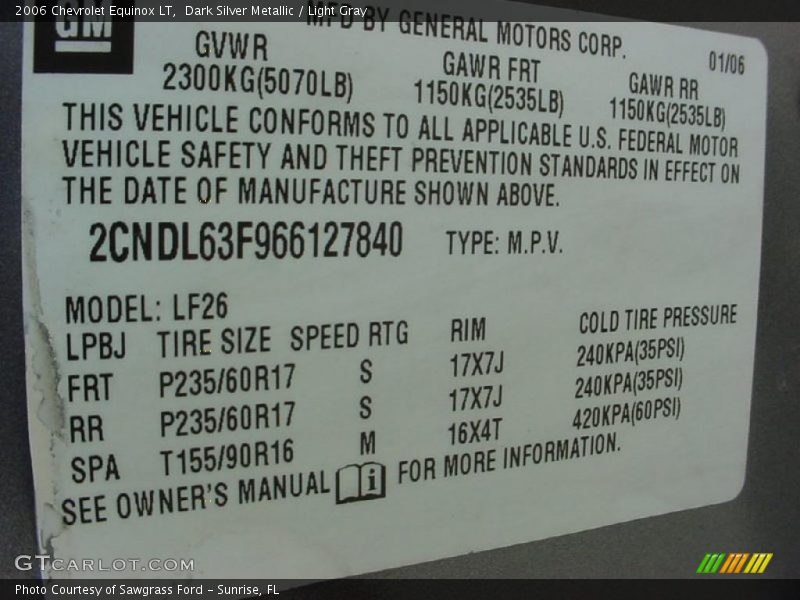 2006 Chevrolet Equinox LT,  Dark Silver Metallic / Light Gray
GM
MFD BY GENERAL MOTORS CORP.
01/06
GVWR GAWR FRT GAWR RR
2300KG(5070LB) 1150KG(2535LB) 1150KG(2535LB)
THIS VEHICLE CONFORMS TO ALL APPLICABLE U.S. FEDERAL MOTOR
VEHICLE SAFETY AND THEFT PREVENTION STANDARDS IN EFFECT ON
THE DATE OF MANUFACTURE SHOWN ABOVE.
2CNDL63F966127840 TYPE: M.P.V.
MODEL: LF26
LPBJ TIRE SIZE SPEED RTG RIM COLD TIRE PRESSURE
FRT P235/60R17 S 17X7J 240KPA(35PSI)
RR P235/60R17 S 17X7J 240KPA(35PSI)
SPA T155/90R16 M 16X4T 420KPA(60PSI)
SEE OWNER'S MANUAL i FOR MORE INFORMATION.
GTCARLOT.COM
Photo Courtesy of Sawgrass Ford - Sunrise, FL